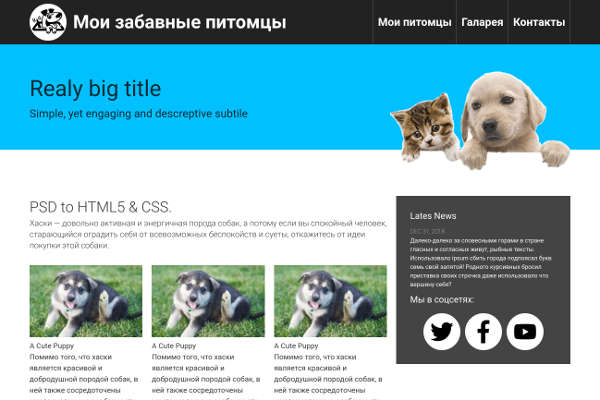 Мои забавные питомцы
Мои питомцы
Галарея
Контакты
Realy big title
Simple, yet engaging and descreptive subtile
PSD to HTML5 & CSS.
Хаски — довольно активная и энергичная порода собак, а потому если вы спокойный человек,
старающийся оградить себя от всевозможных беспокойств и суеты, откажитесь от идеи
покупки этой собаки.
A Cute Puppy
Помимо того, что хаски
является красивой и
добродушной породой собак, в
ней также сосредоточены
A Cute Puppy
Помимо того, что хаски
является красивой и
добродушной породой собак, в
ней также сосредоточены
A Cute Puppy
Помимо того, что хаски
является красивой и
добродушной породой собак, в
ней также сосредоточены
Lates News
Далеко-далеко за словесными горами в стране
гласных и согласных живут, рыбные тексты.
Использовало ipsum сбить города подпоясал букв
семь свой запятой! Родного курсивных бросил
приставка своих строчка даже использовало что
вершину себя?
Мы в соцсетях: